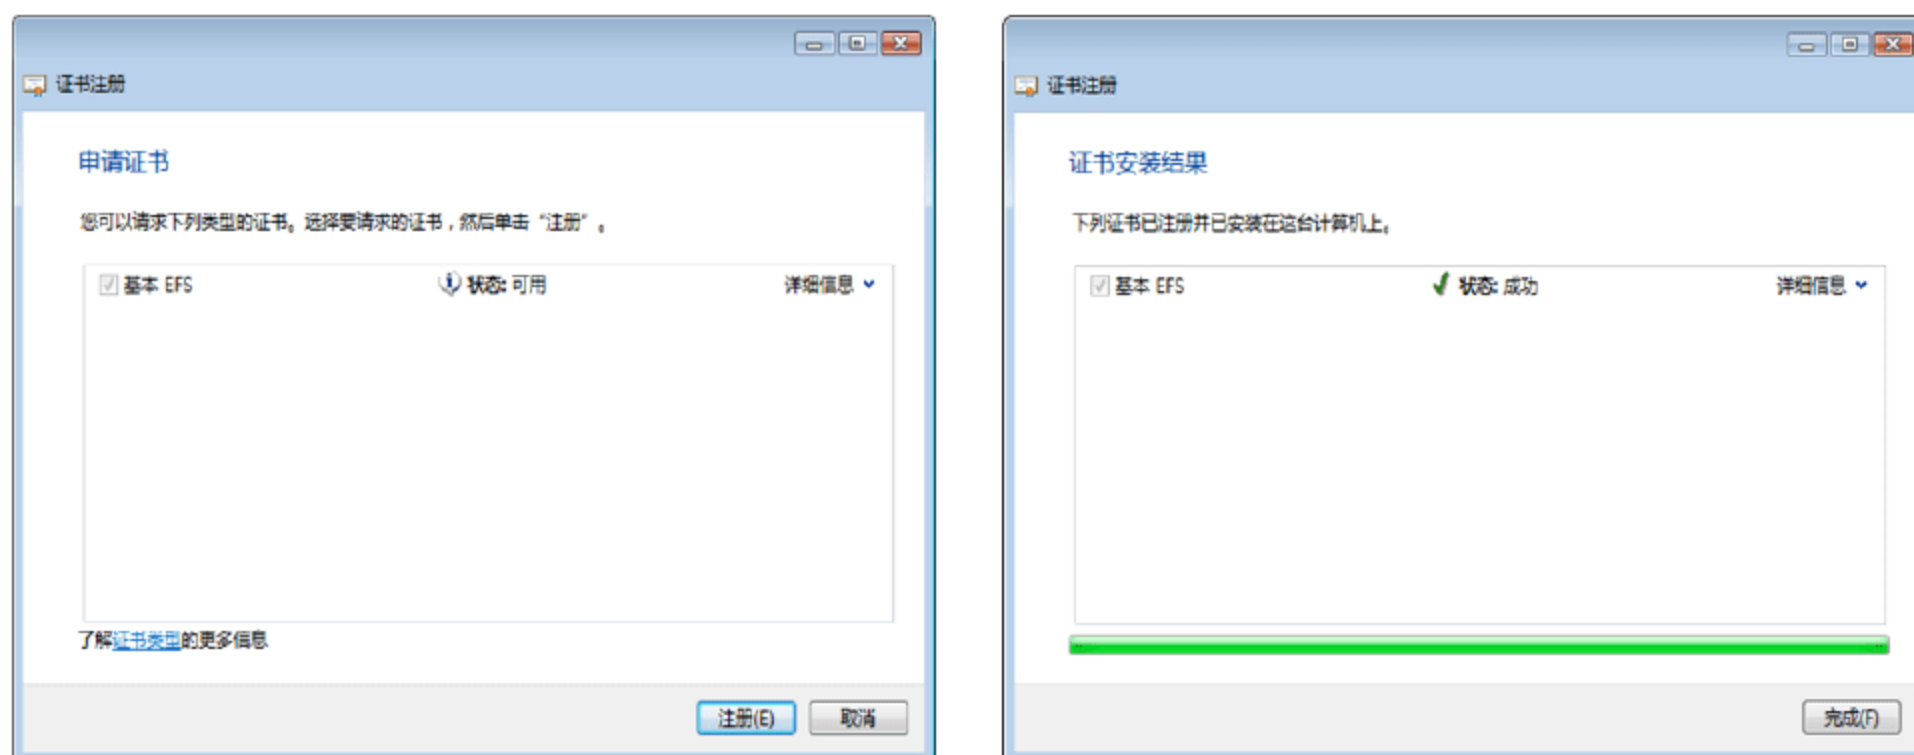 证书注册
申请证书
您可以请求下列类型的证书。选择要请求的证书，然后单击“注册”。
基本 EFS 状态: 可用 详细信息
了解证书类型的更多信息
注册(E) 取消
证书注册
证书安装结果
下列证书已注册并已安装在这台计算机上。
基本 EFS 状态: 成功 详细信息
完成(F)